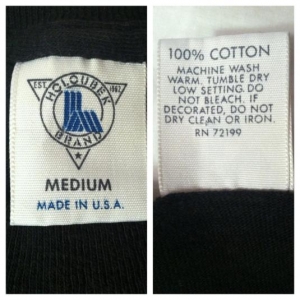 EST.
HOLOUBEK
BRAND
MEDIUM
MADE IN U.S.A.
100% COTTON
MACHINE WASH
WARM. TUMBLE DRY
LOW SETTING. DO
NOT BLEACH. IF
DECORATED, DO NOT
DRY CLEAN OR IRON.
RN 72199